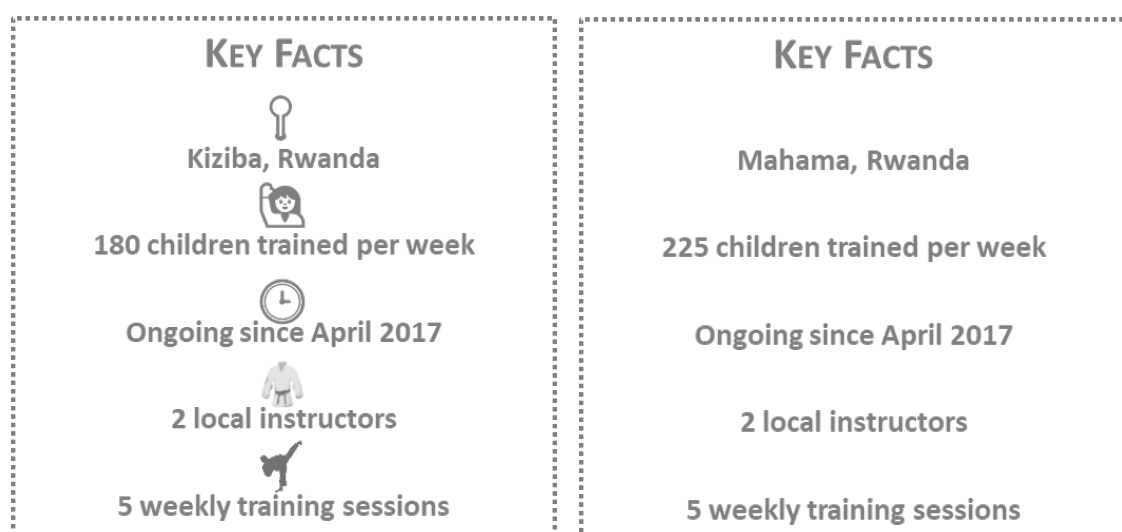 KEY FACTS
Kiziba, Rwanda
180 children trained per week
Ongoing since April 2017
2 local instructors
5 weekly training sessions
KEY FACTS
Mahama, Rwanda
225 children trained per week
Ongoing since April 2017
2 local instructors
5 weekly training sessions